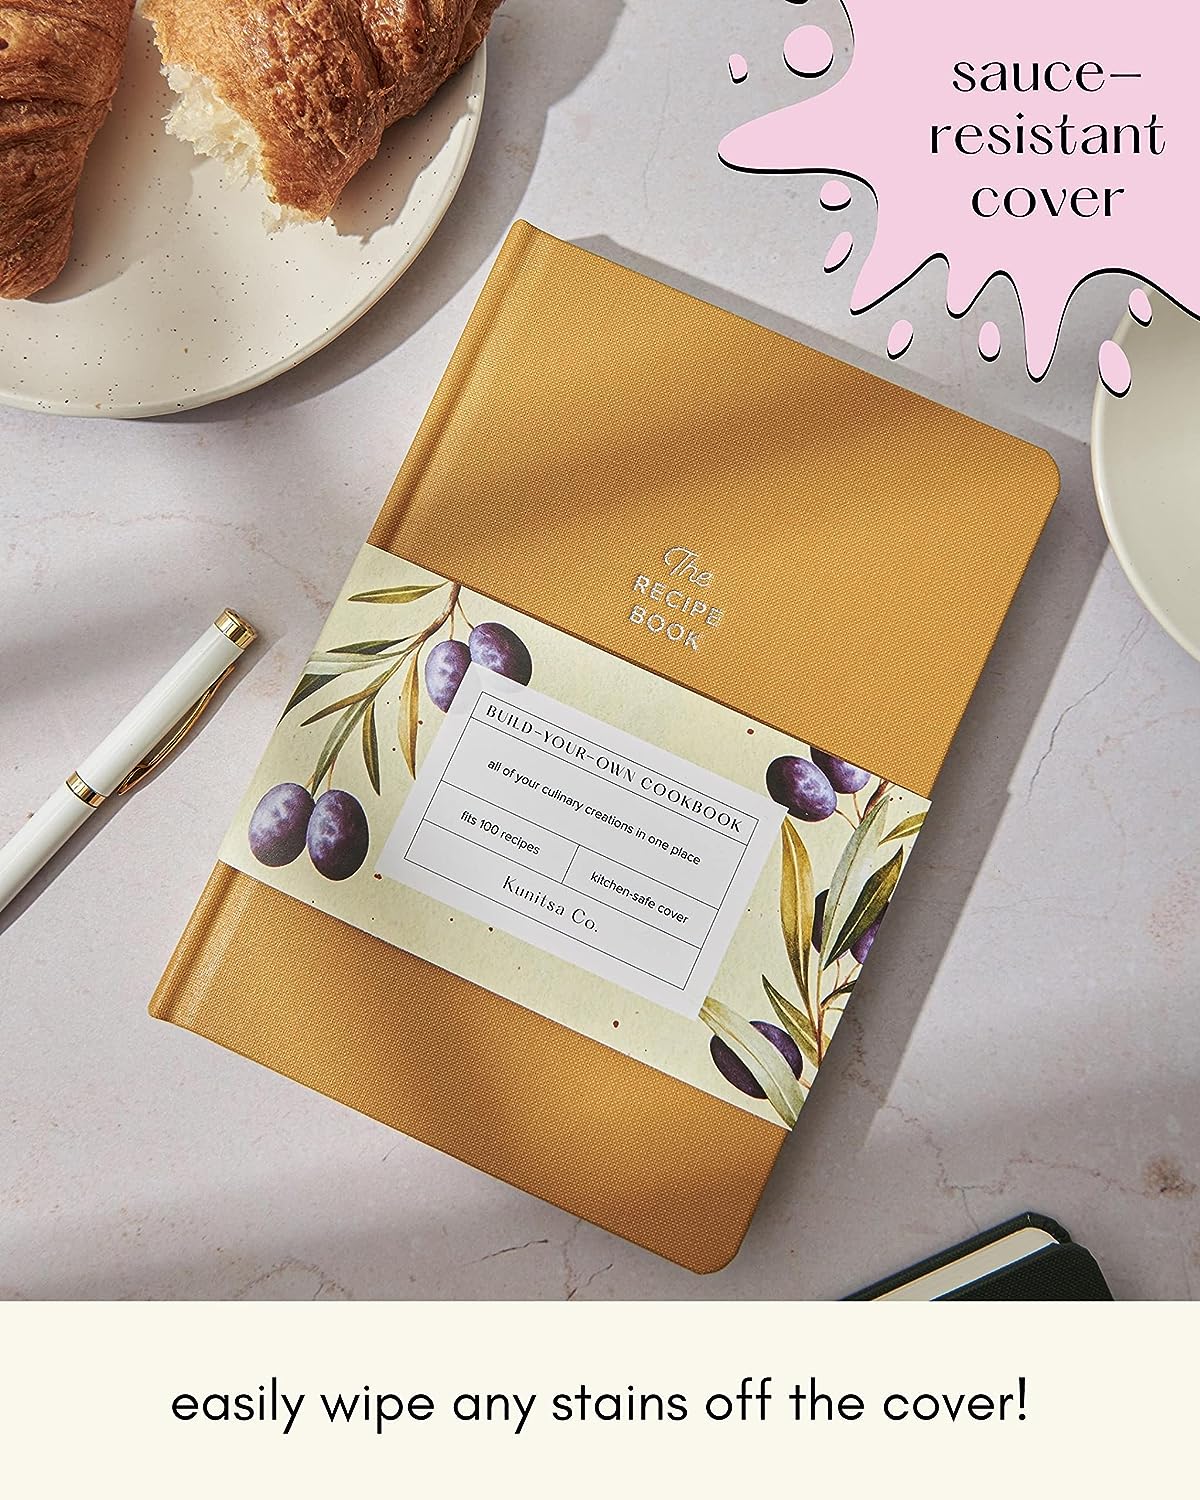 sauce–
resistant
cover
The
RECIPE
BOOK
BUILD-YOUR-OWN COOKBOOK
all of your culinary creations in one place
fits 100 recipes
kitchen-safe cover
Kunitsa Co.
easily wipe any stains off the cover!